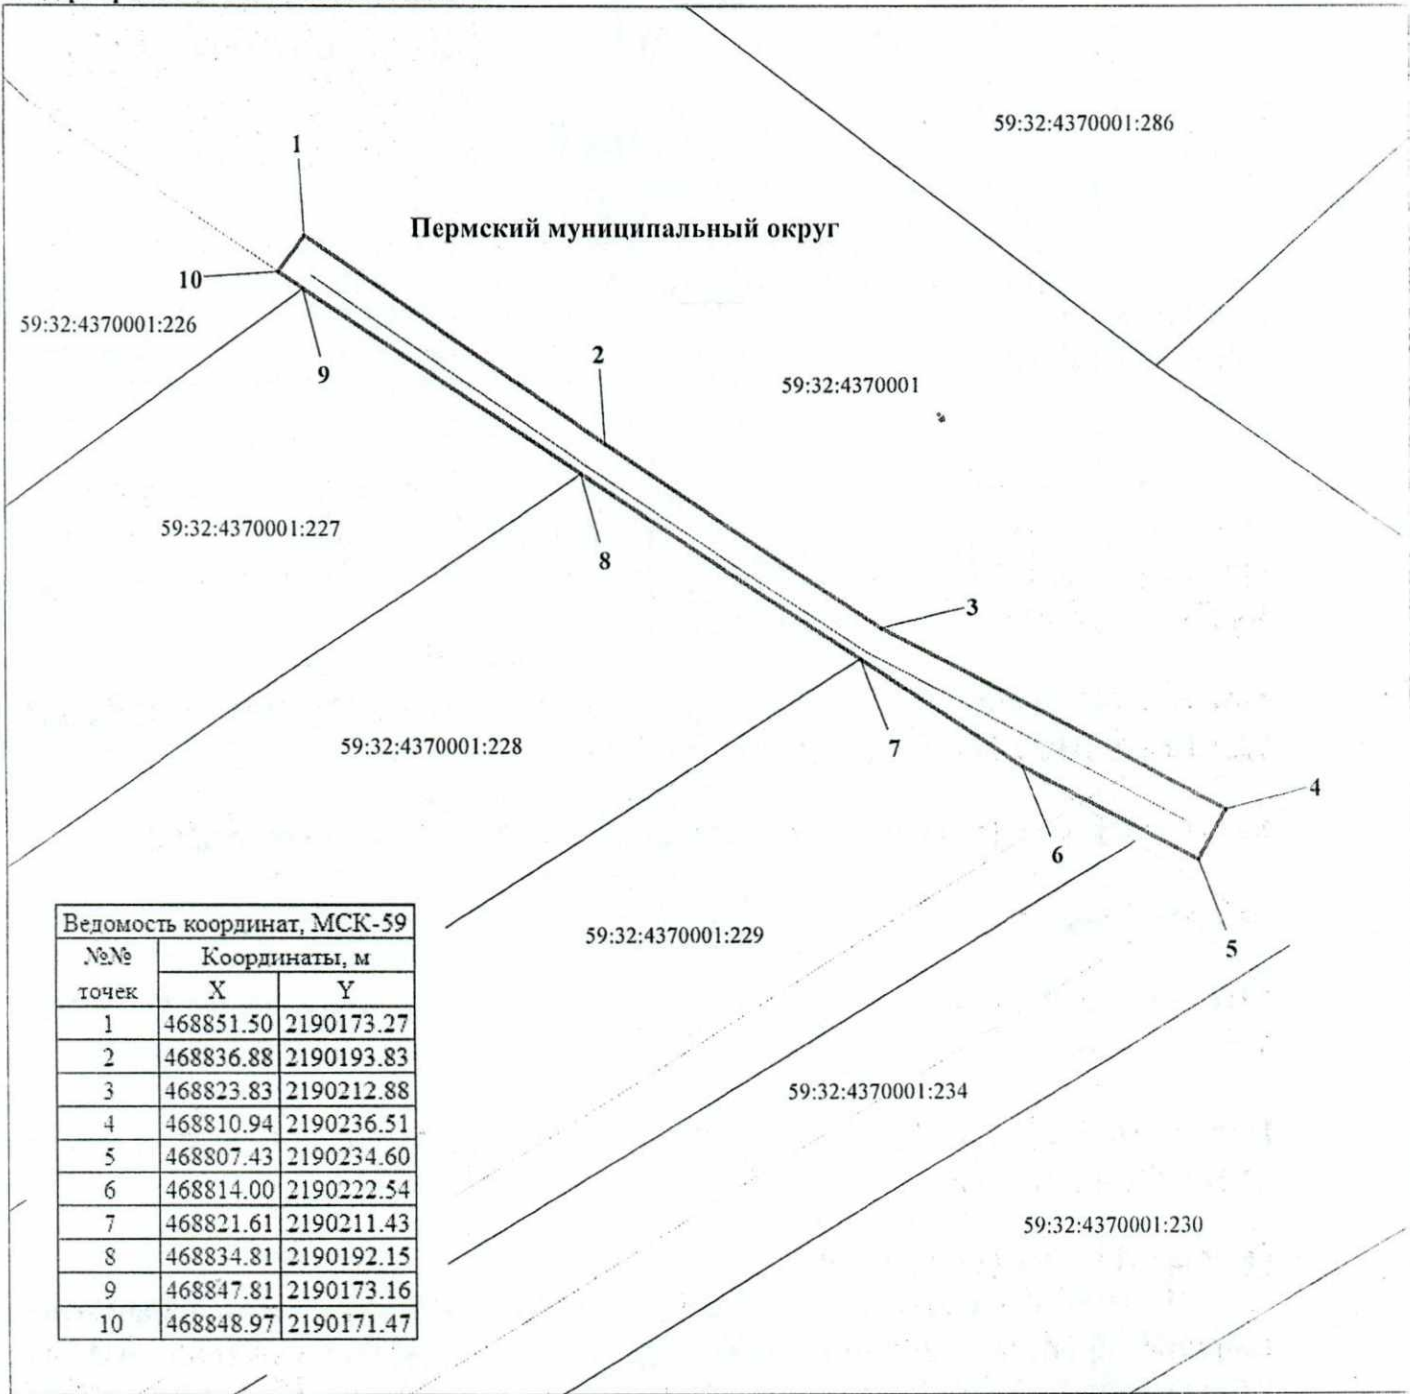 59:32:4370001:286
1
Пермский муниципальный округ
10
59:32:4370001:226
9
2
59:32:4370001
59:32:4370001:227
8
3
59:32:4370001:228
7
4
6
59:32:4370001:229
5
Ведомость координат, МСК-59
№№ точек Координаты, м
X Y
1 468851.50 2190173.27
2 468836.88 2190193.83
3 468823.83 2190212.88
4 468810.94 2190236.51
5 468807.43 2190234.60
6 468814.00 2190222.54
7 468821.61 2190211.43
8 468834.81 2190192.15
9 468847.81 2190173.16
10 468848.97 2190171.47
59:32:4370001:234
59:32:4370001:230